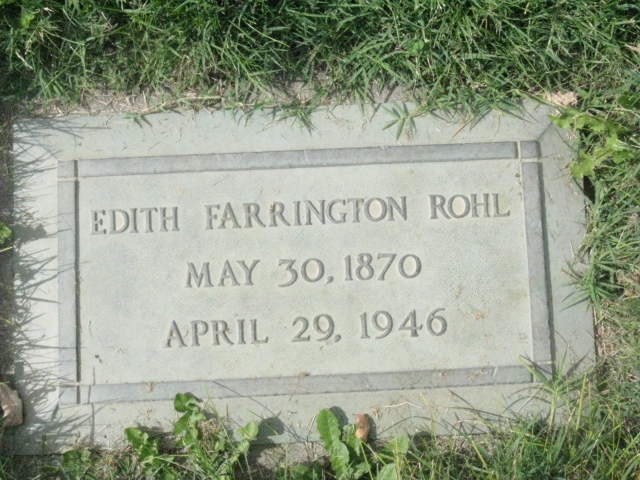 EDITH FARRINGTON ROHL
MAY 30, 1870
APRIL 29, 1946